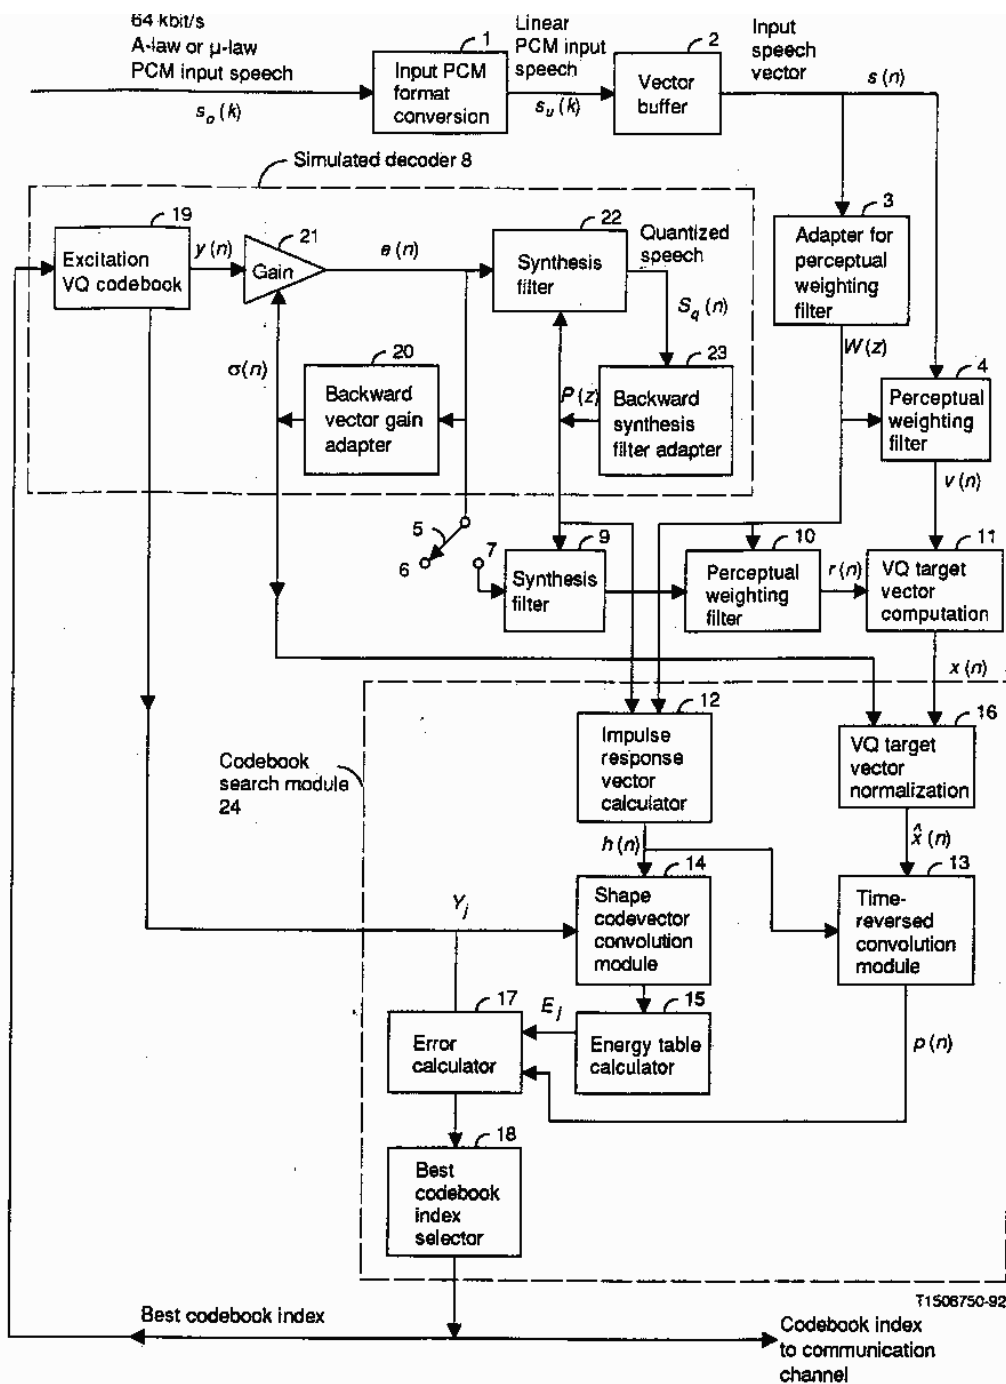 64 kbit/s
A-law or μ-law
PCM input speech
s_o (k)
1
Input PCM
format
conversion
Linear
PCM input
speech
s_u (k)
2
Vector
buffer
Input
speech
vector
s (n)
Simulated decoder 8
19
Excitation
VQ codebook
y (n)
21
Gain
e (n)
22
Synthesis
filter
Quantized
speech
S_q (n)
3
Adapter for
perceptual
weighting
filter
W (z)
σ(n)
20
Backward
vector gain
adapter
P (z)
23
Backward
synthesis
filter adapter
4
Perceptual
weighting
filter
v (n)
5
6
7
9
Synthesis
filter
10
Perceptual
weighting
filter
r (n)
11
VQ target
vector
computation
x (n)
Codebook
search module
24
12
Impulse
response
vector
calculator
h (n)
16
VQ target
vector
normalization
x̂ (n)
Y_j
14
Shape
codevector
convolution
module
13
Time-
reversed
convolution
module
17
Error
calculator
E_j
15
Energy table
calculator
p (n)
18
Best
codebook
index
selector
T1506750-92
Best codebook index
Codebook index
to communication
channel